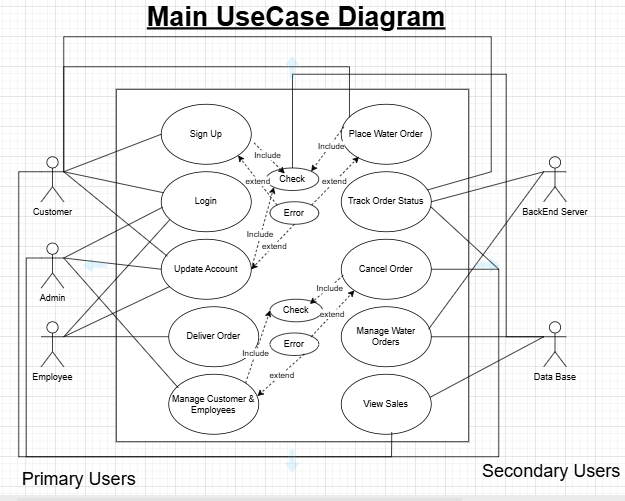 Main UseCase Diagram
Sign Up
Place Water Order
Include
Include
Check
extend
extend
Customer
Login
Error
Track Order Status
BackEnd Server
Include
extend
Update Account
Cancel Order
Admin
Include
Check
extend
Deliver Order
Error
Manage Water
Orders
Include
Employee
extend
Data Base
Manage Customer &
Employees
View Sales
Primary Users
Secondary Users